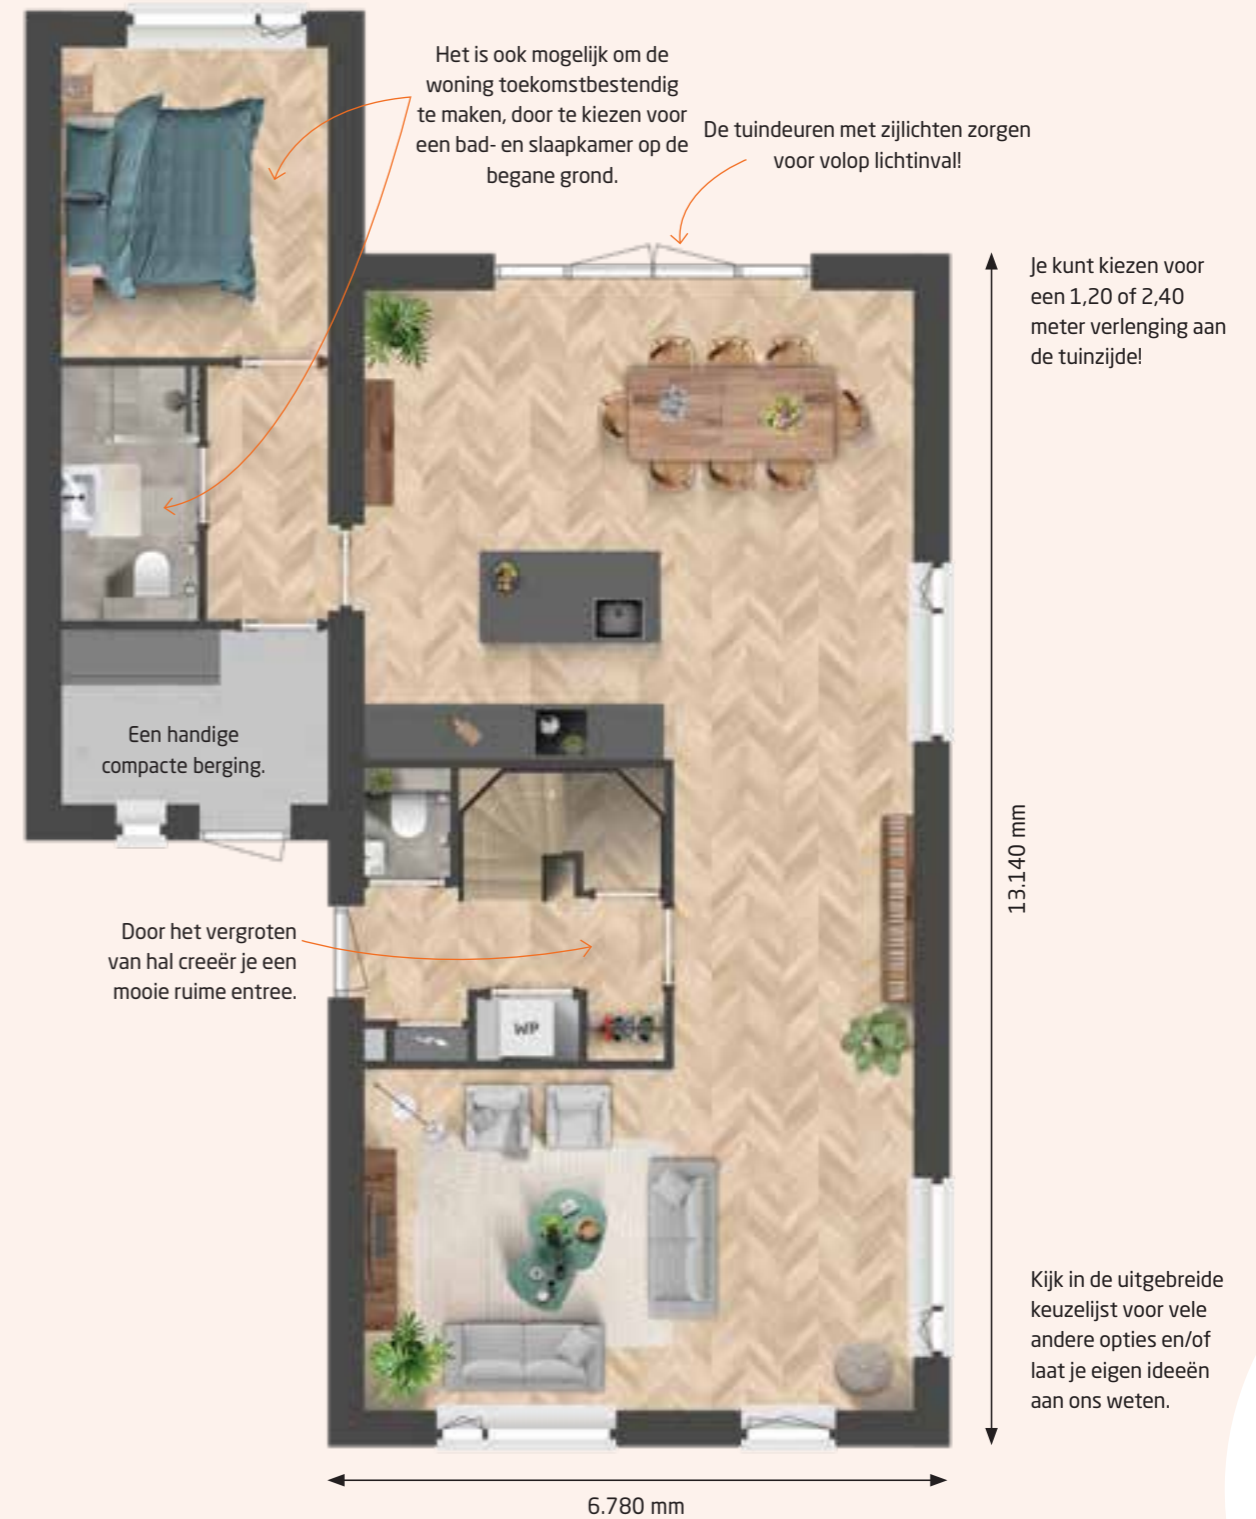 Het is ook mogelijk om de
woning toekomstbestendig
te maken, door te kiezen voor
een bad- en slaapkamer op de
begane grond.
De tuindeuren met zijlichten zorgen
voor volop lichtinval!
Je kunt kiezen voor
een 1,20 of 2,40
meter verlenging aan
de tuinzijde!
Een handige
compacte berging.
13.140 mm
Door het vergroten
van hal creeër je een
mooie ruime entree.
WP
Kijk in de uitgebreide
keuzelijst voor vele
andere opties en/of
laat je eigen ideeën
aan ons weten.
6.780 mm